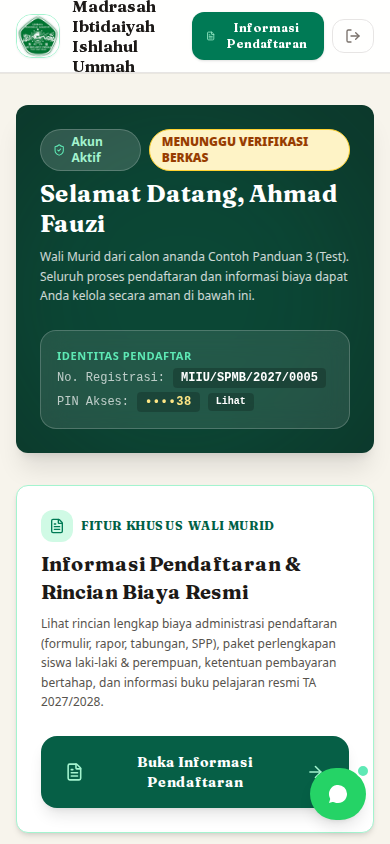 Madrasah
Ibtidaiyah
Ishlahul
Ummah
Informasi
Pendaftaran
Akun
Aktif
MENUNGGU VERIFIKASI
BERKAS
Selamat Datang, Ahmad
Fauzi
Wali Murid dari calon ananda Contoh Panduan 3 (Test).
Seluruh proses pendaftaran dan informasi biaya dapat
Anda kelola secara aman di bawah ini.
IDENTITAS PENDAFTAR
No. Registrasi: MIIU/SPMB/2027/0005
PIN Akses: ••••38 Lihat
FITUR KHUSUS WALI MURID
Informasi Pendaftaran &
Rincian Biaya Resmi
Lihat rincian lengkap biaya administrasi pendaftaran
(formulir, rapor, tabungan, SPP), paket perlengkapan
siswa laki-laki & perempuan, ketentuan pembayaran
bertahap, dan informasi buku pelajaran resmi TA
2027/2028.
Buka Informasi
Pendaftaran